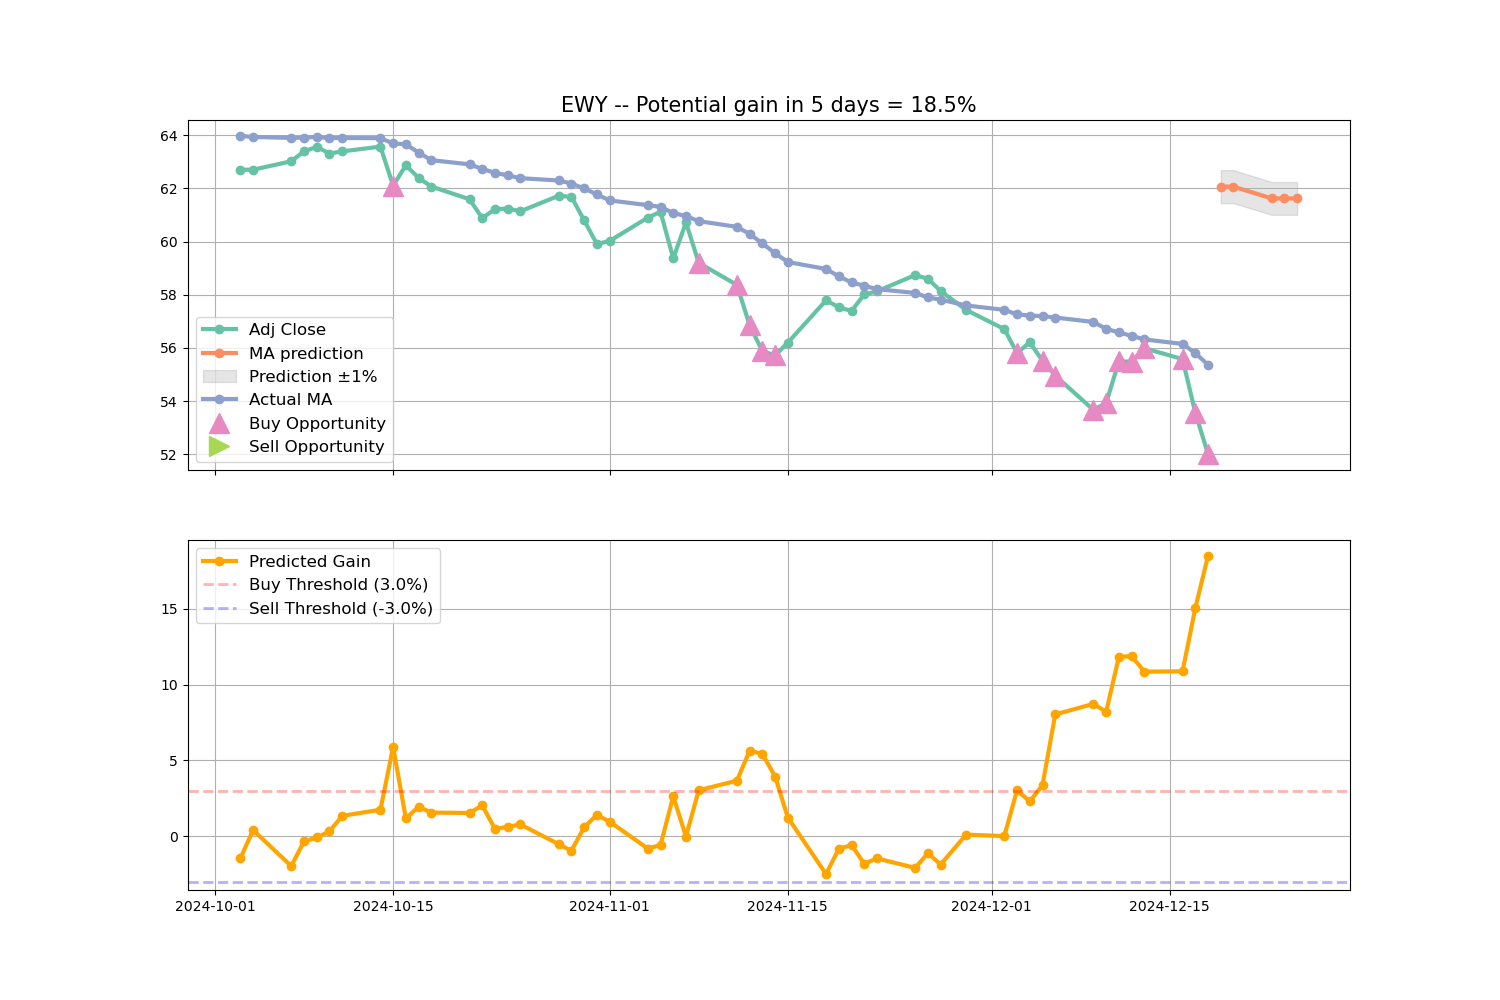 EWY -- Potential gain in 5 days = 18.5%
64
62
60
58
56
54
52
Adj Close
MA prediction
Prediction ±1%
Actual MA
Buy Opportunity
Sell Opportunity
15
10
5
0
Predicted Gain
Buy Threshold (3.0%)
Sell Threshold (-3.0%)
2024-10-01 2024-10-15 2024-11-01 2024-11-15 2024-12-01 2024-12-15